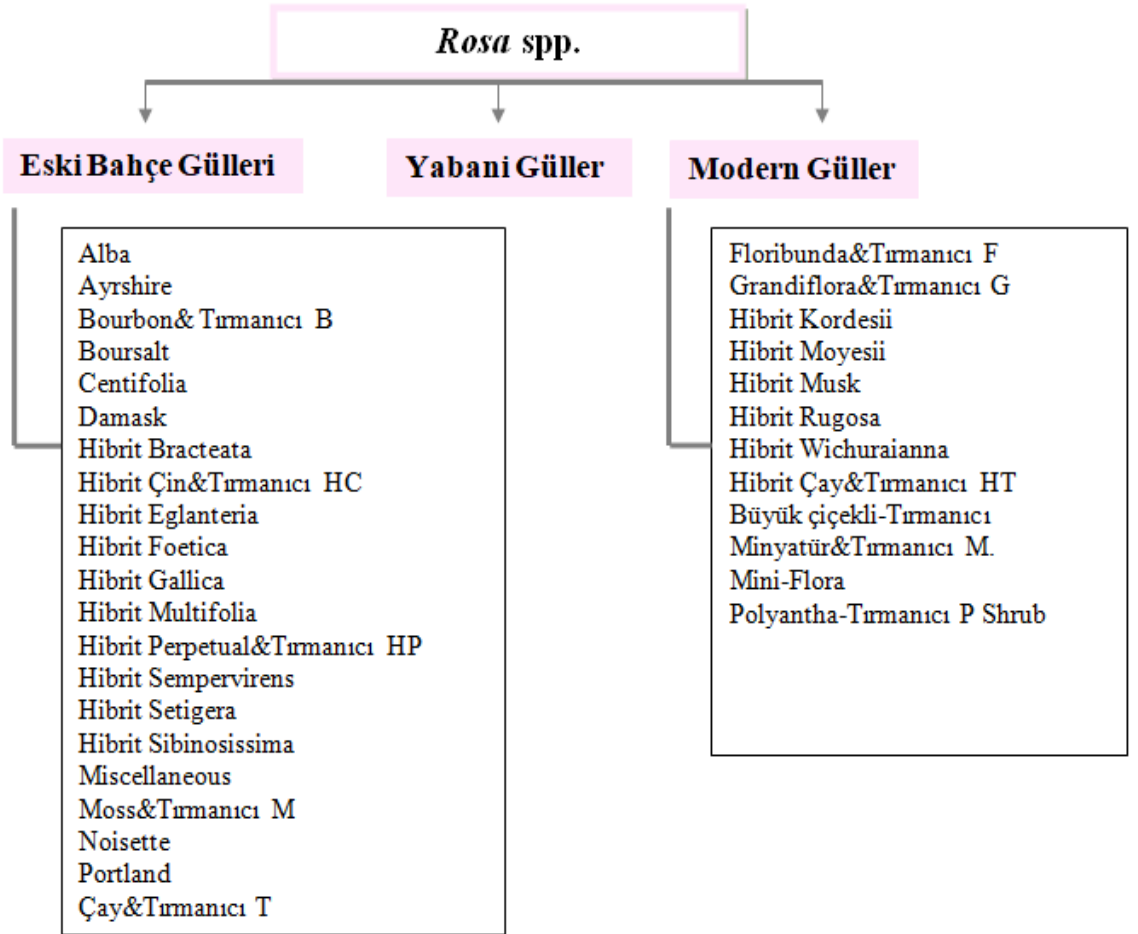 Rosa spp.
Eski Bahçe Gülleri
Yabani Güller
Modern Güller
Alba
Ayrshire
Bourbon& Tırmanıcı B
Boursalt
Centifolia
Damask
Hibrit Bracteata
Hibrit Çin&Tırmanıcı HC
Hibrit Eglanteria
Hibrit Foetica
Hibrit Gallica
Hibrit Multifolia
Hibrit Perpetual&Tırmanıcı HP
Hibrit Sempervirens
Hibrit Setigera
Hibrit Sibinosissima
Miscellaneous
Moss&Tırmanıcı M
Noisette
Portland
Çay&Tırmanıcı T
Floribunda&Tırmanıcı F
Grandiflora&Tırmanıcı G
Hibrit Kordesii
Hibrit Moyesii
Hibrit Musk
Hibrit Rugosa
Hibrit Wichuraianna
Hibrit Çay&Tırmanıcı HT
Büyük çiçekli-Tırmanıcı
Minyatür&Tırmanıcı M.
Mini-Flora
Polyantha-Tırmanıcı P Shrub